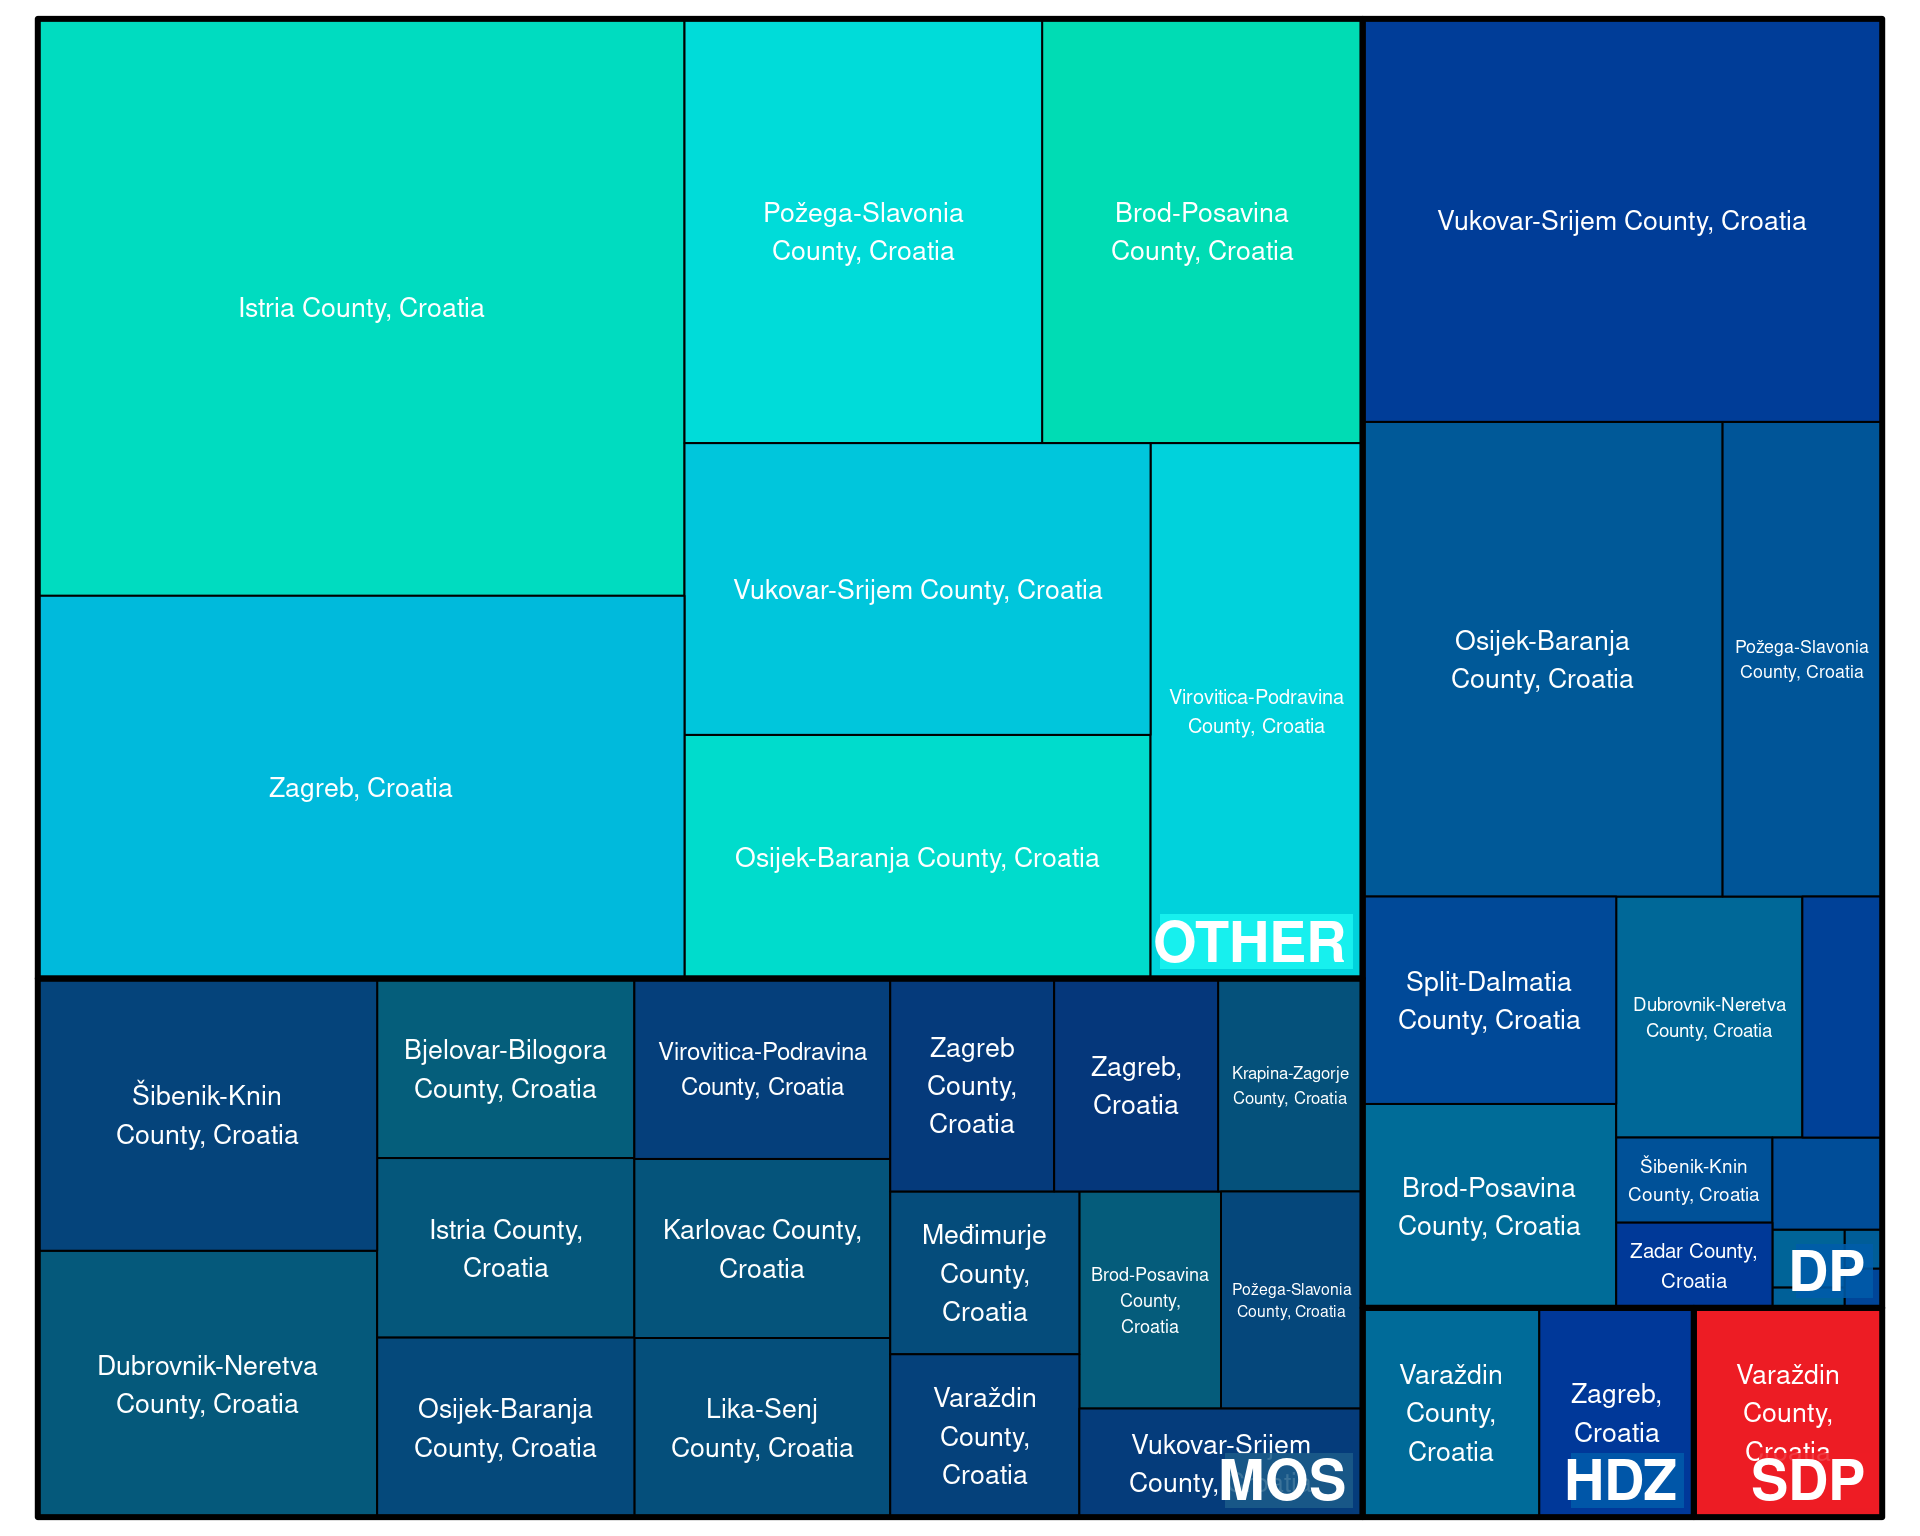 Istria County, Croatia
Zagreb, Croatia
Požega-Slavonia
County, Croatia
Brod-Posavina
County, Croatia
Vukovar-Srijem County, Croatia
Osijek-Baranja County, Croatia
Virovitica-Podravina
County, Croatia
OTHER
Vukovar-Srijem County, Croatia
Osijek-Baranja
County, Croatia
Požega-Slavonia
County, Croatia
Split-Dalmatia
County, Croatia
Dubrovnik-Neretva
County, Croatia
Brod-Posavina
County, Croatia
Šibenik-Knin
County, Croatia
Zadar County,
Croatia
DP
Šibenik-Knin
County, Croatia
Dubrovnik-Neretva
County, Croatia
Bjelovar-Bilogora
County, Croatia
Istria County,
Croatia
Osijek-Baranja
County, Croatia
Virovitica-Podravina
County, Croatia
Karlovac County,
Croatia
Lika-Senj
County, Croatia
Zagreb
County,
Croatia
Zagreb,
Croatia
Krapina-Zagorje
County, Croatia
Međimurje
County,
Croatia
Varaždin
County,
Croatia
Brod-Posavina
County,
Croatia
Požega-Slavonia
County, Croatia
Vukovar-Srijem
County, Croatia
MOS
Varaždin
County,
Croatia
Zagreb,
Croatia
HDZ
Varaždin
County,
Croatia
SDP